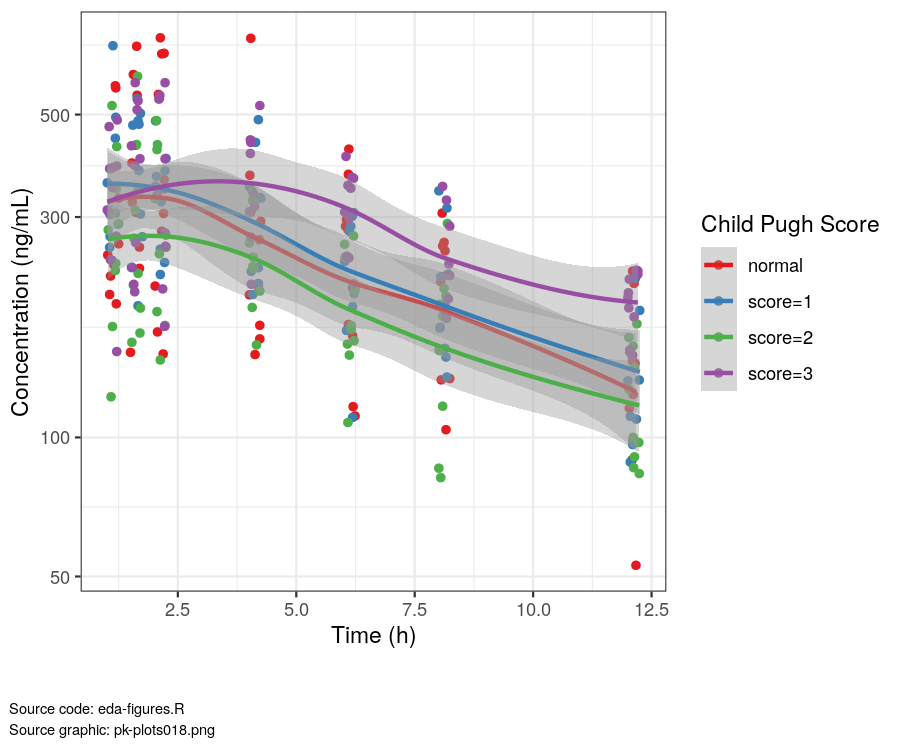 Concentration (ng/mL)
500
300
100
50
2.5 5.0 7.5 10.0 12.5
Time (h)
Child Pugh Score
normal
score=1
score=2
score=3
Source code: eda-figures.R
Source graphic: pk-plots018.png